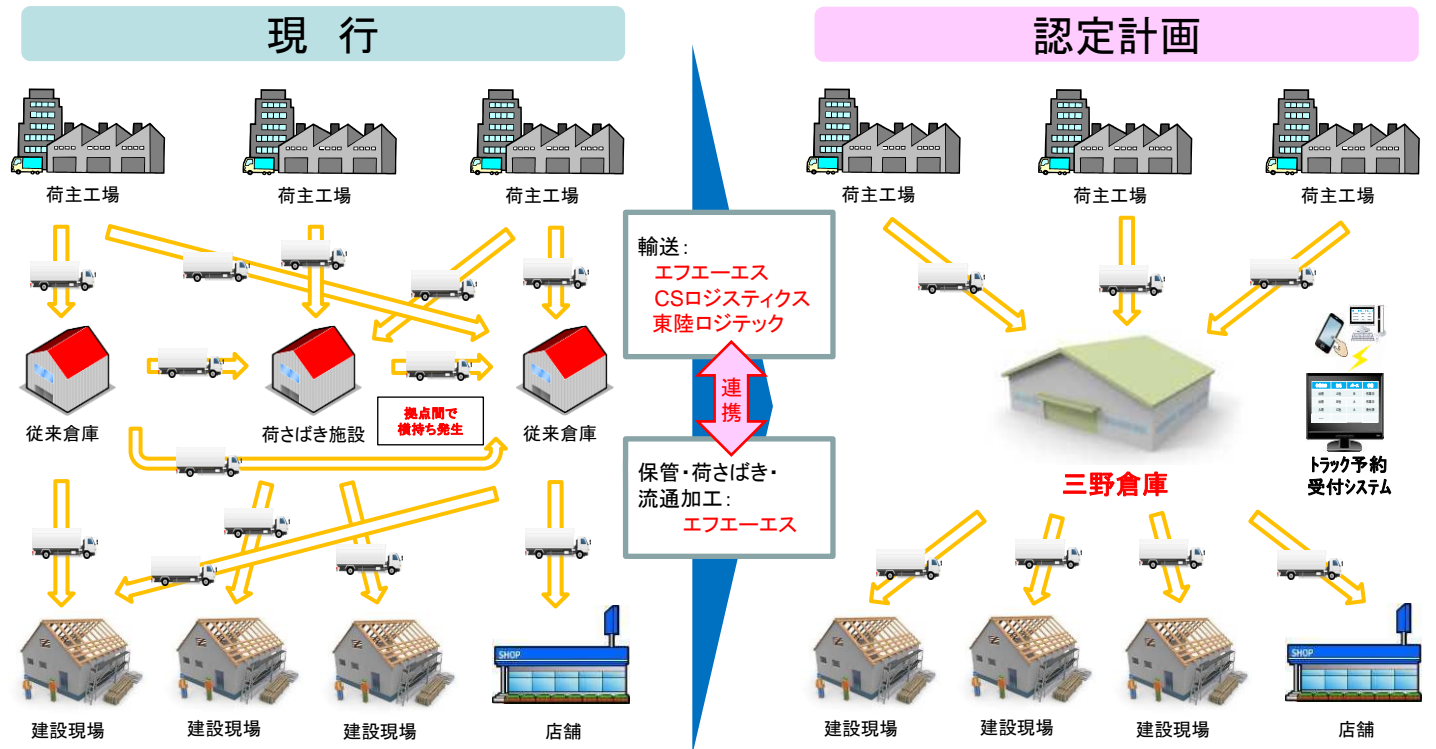 現 行
認定計画
荷主工場
荷主工場
荷主工場
従来倉庫
荷さばき施設
従来倉庫
拠点間で
横持ち発生
建設現場
建設現場
建設現場
SHOP
店舗
輸送:
エフエーエス
CSロジスティクス
東陸ロジテック
連
携
保管・荷さばき・
流通加工:
エフエーエス
荷主工場
荷主工場
荷主工場
三野倉庫
トラック予約
受付システム
建設現場
建設現場
建設現場
SHOP
店舗